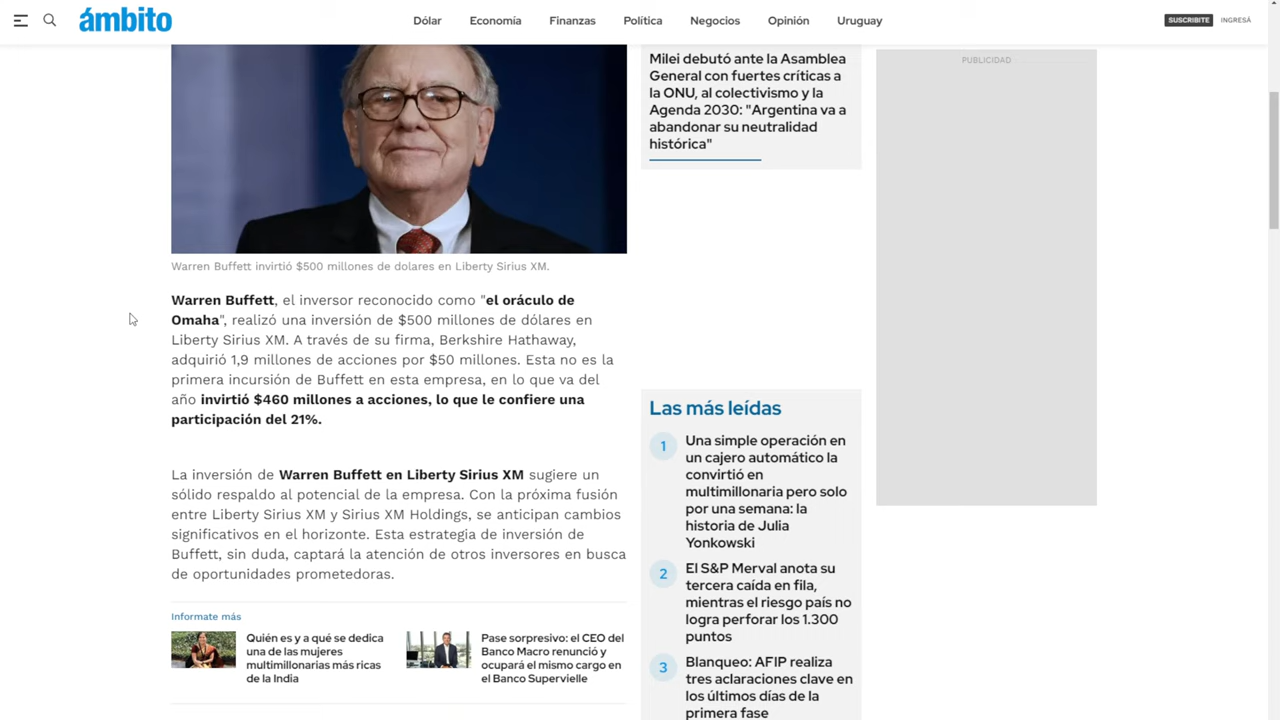 ámbito
Dólar
Economía
Finanzas
Política
Negocios
Opinión
Uruguay
SUSCRIBITE
INGRESÁ
Warren Buffett invirtió $500 millones de dolares en Liberty Sirius XM.
Warren Buffett, el inversor reconocido como "el oráculo de
Omaha", realizó una inversión de $500 millones de dólares en
Liberty Sirius XM. A través de su firma, Berkshire Hathaway,
adquirió 1,9 millones de acciones por $50 millones. Esta no es la
primera incursión de Buffett en esta empresa, en lo que va del
año invirtió $460 millones a acciones, lo que le confiere una
participación del 21%.
La inversión de Warren Buffett en Liberty Sirius XM sugiere un
sólido respaldo al potencial de la empresa. Con la próxima fusión
entre Liberty Sirius XM y Sirius XM Holdings, se anticipan cambios
significativos en el horizonte. Esta estrategia de inversión de
Buffett, sin duda, captará la atención de otros inversores en busca
de oportunidades prometedoras.
Informate más
Quién es y a qué se dedica
una de las mujeres
multimillonarias más ricas
de la India
Pase sorpresivo: el CEO del
Banco Macro renunció y
ocupará el mismo cargo en
el Banco Supervielle
Milei debutó ante la Asamblea
General con fuertes críticas a
la ONU, al colectivismo y la
Agenda 2030: "Argentina va a
abandonar su neutralidad
histórica"
Las más leídas
1
Una simple operación en
un cajero automático la
convirtió en
multimillonaria pero solo
por una semana: la
historia de Julia
Yonkowski
2
El S&P Merval anota su
tercera caída en fila,
mientras el riesgo país no
logra perforar los 1.300
puntos
3
Blanqueo: AFIP realiza
tres aclaraciones clave en
los últimos días de la
primera fase
PUBLICIDAD